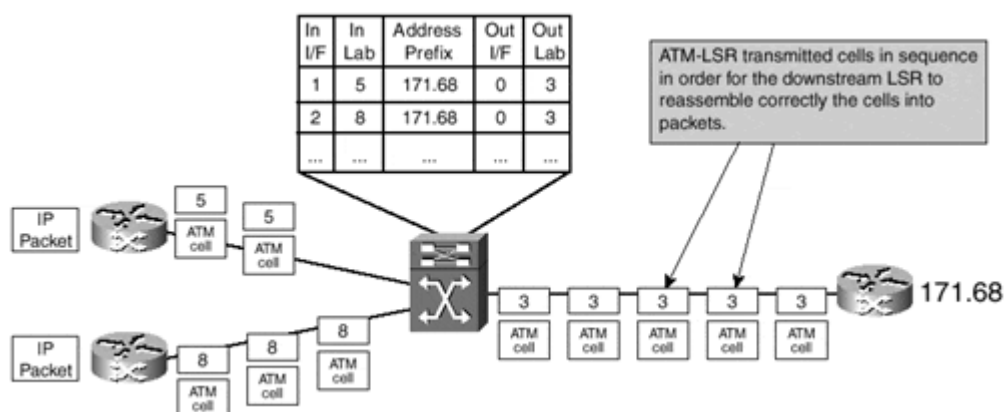 In I/F In Lab Address Prefix Out I/F Out Lab
1 5 171.68 0 3
2 8 171.68 0 3
... ... ... ... ...
ATM-LSR transmitted cells in sequence
in order for the downstream LSR to
reassemble correctly the cells into
packets.
IP
Packet
5
ATM
cell
5
ATM
cell
IP
Packet
8
ATM
cell
8
ATM
cell
8
ATM
cell
3 3 3 3 3
ATM ATM ATM ATM ATM
cell cell cell cell cell
171.68